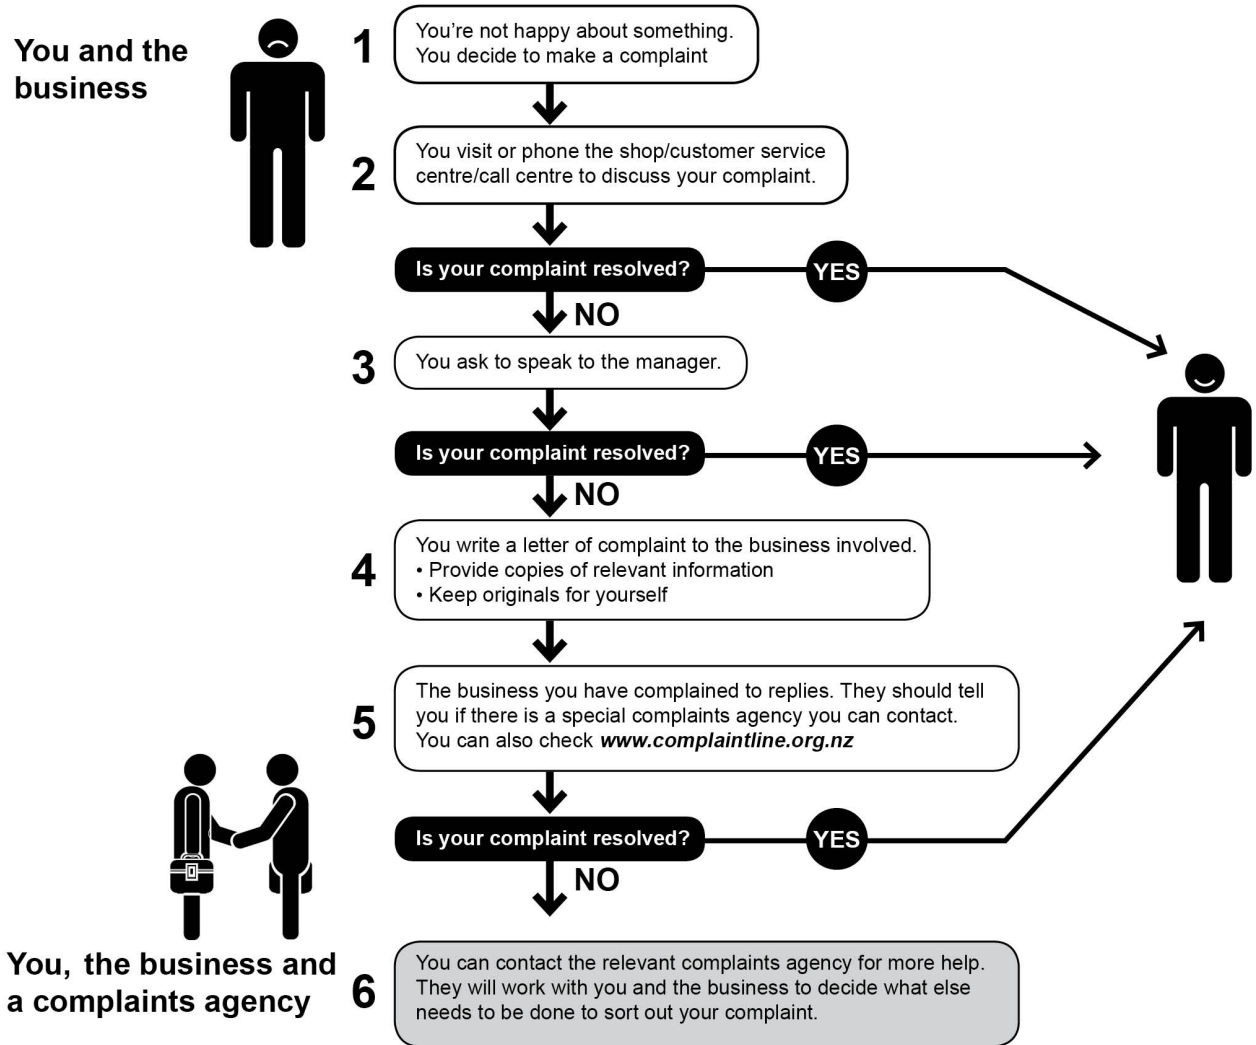 You and the
business
1
You’re not happy about something.
You decide to make a complaint
2
You visit or phone the shop/customer service
centre/call centre to discuss your complaint.
Is your complaint resolved?
YES
NO
3
You ask to speak to the manager.
Is your complaint resolved?
YES
NO
4
You write a letter of complaint to the business involved.
• Provide copies of relevant information
• Keep originals for yourself
5
The business you have complained to replies. They should tell
you if there is a special complaints agency you can contact.
You can also check www.complaintline.org.nz
Is your complaint resolved?
YES
NO
You, the business and
a complaints agency
6
You can contact the relevant complaints agency for more help.
They will work with you and the business to decide what else
needs to be done to sort out your complaint.